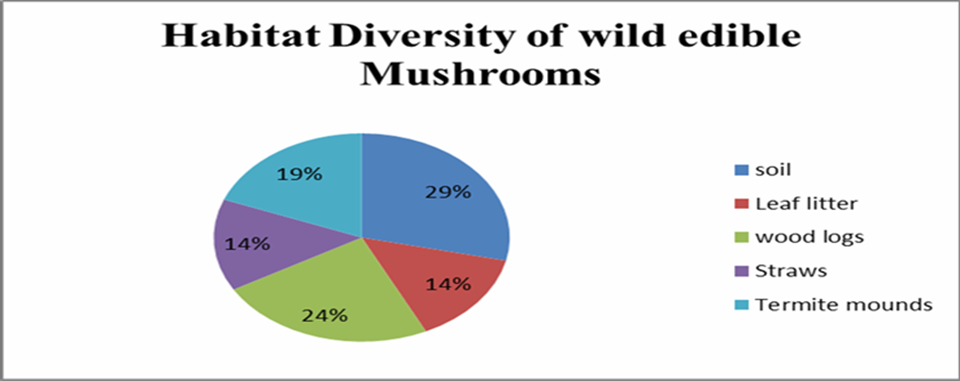 Habitat Diversity of wild edible
Mushrooms
19%
29%
14%
14%
24%
soil
Leaf litter
wood logs
Straws
Termite mounds